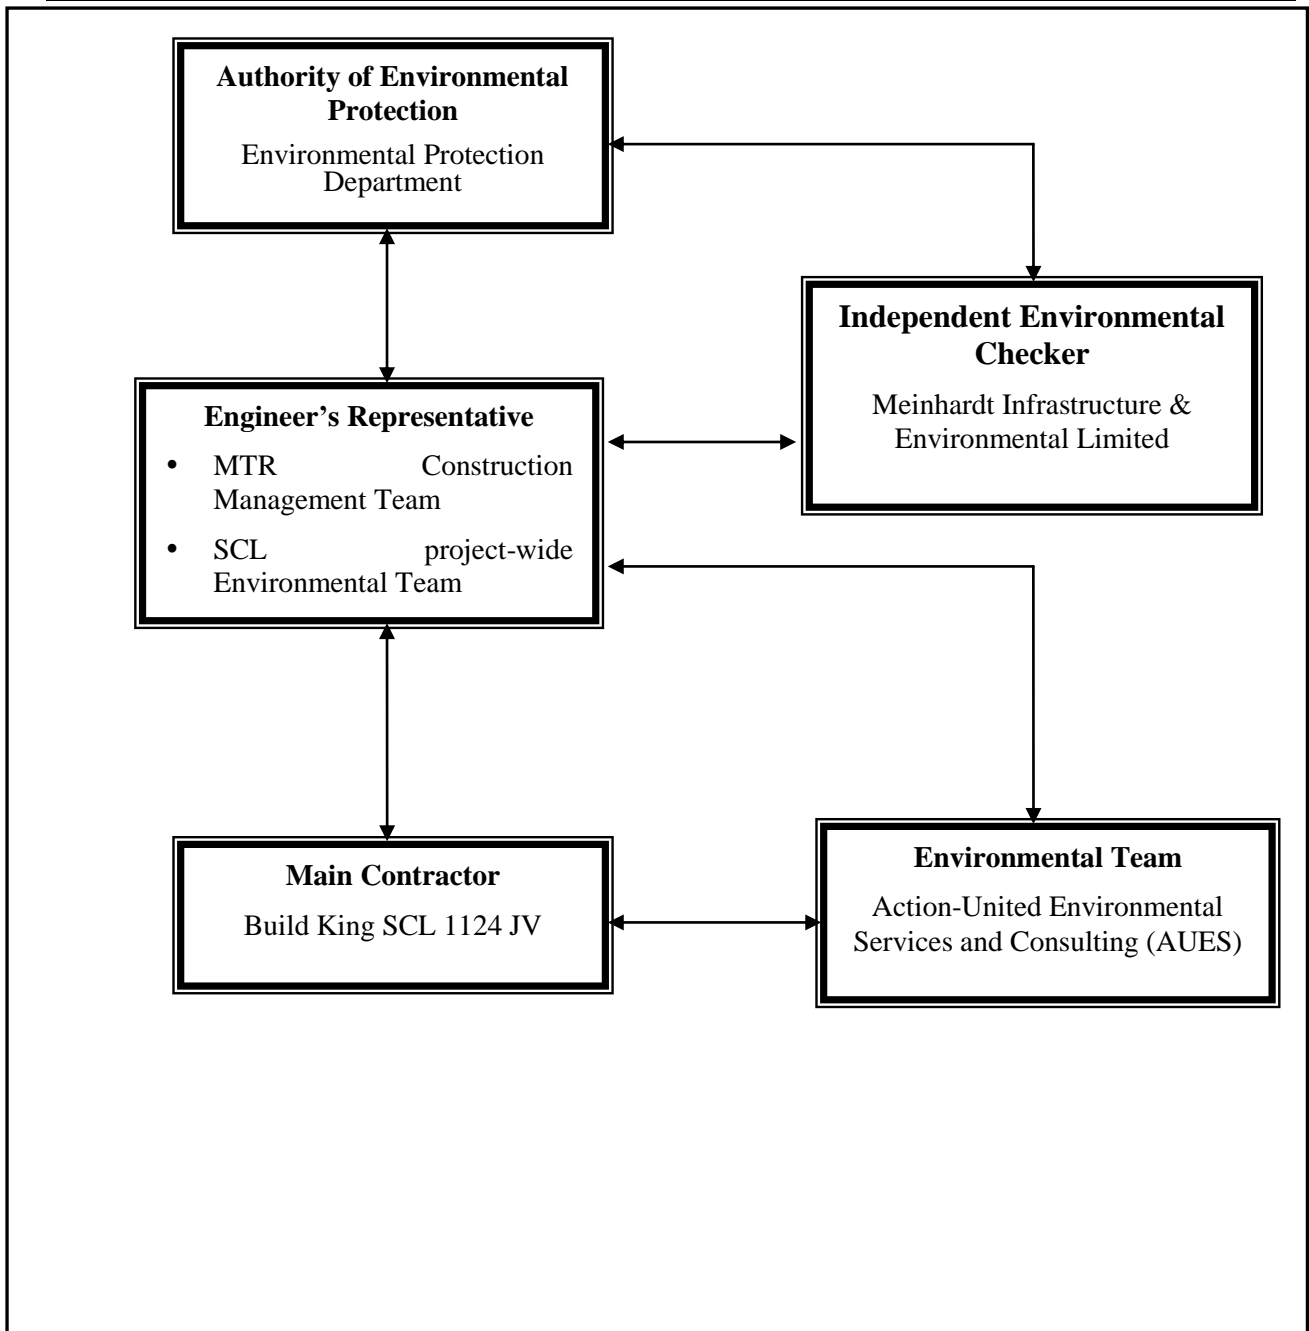 Authority of Environmental
Protection
Environmental Protection
Department
Independent Environmental
Checker
Meinhardt Infrastructure &
Environmental Limited
Engineer’s Representative
• MTR Construction
Management Team
• SCL project-wide
Environmental Team
Main Contractor
Build King SCL 1124 JV
Environmental Team
Action-United Environmental
Services and Consulting (AUES)